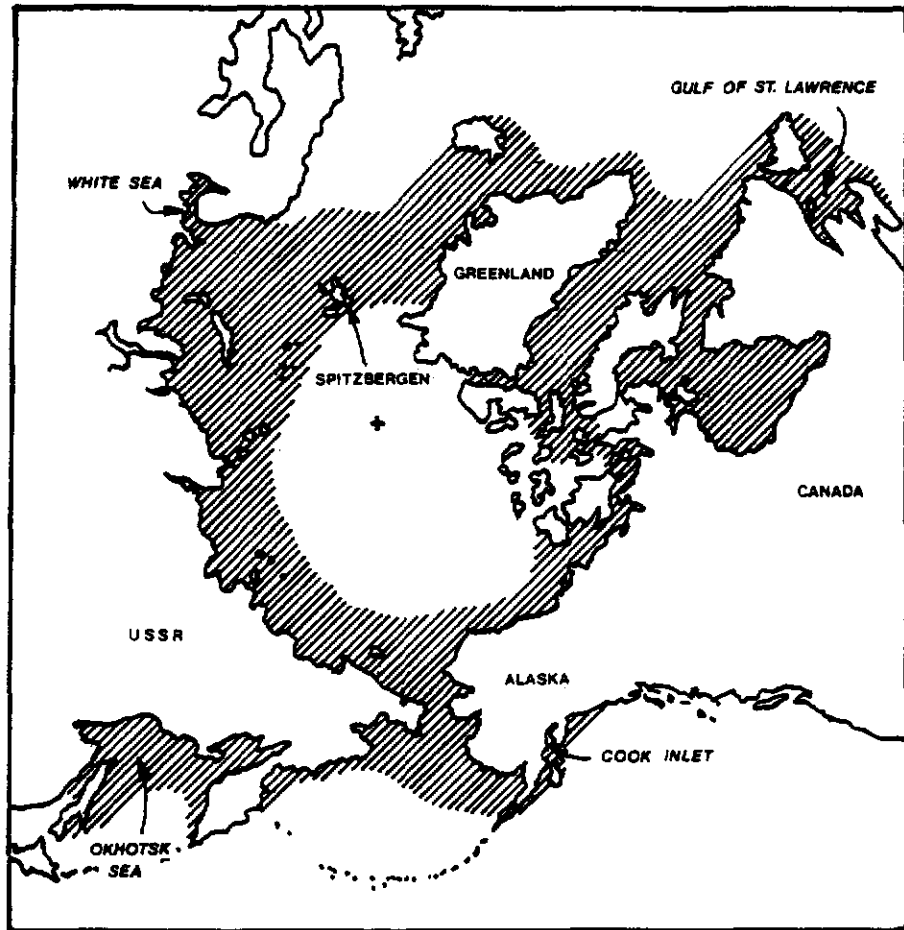 GULF OF ST. LAWRENCE
WHITE SEA
GREENLAND
SPITZBERGEN
+
CANADA
USSR
ALASKA
COOK INLET
OKHOTSK
SEA